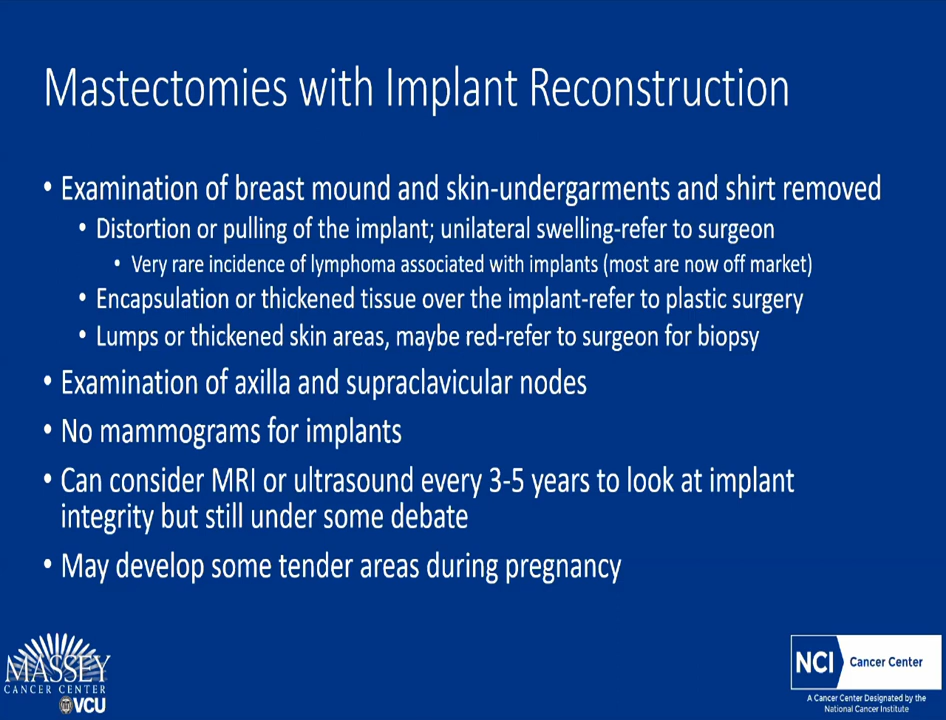 Mastectomies with Implant Reconstruction
• Examination of breast mound and skin-undergarments and shirt removed
• Distortion or pulling of the implant; unilateral swelling-refer to surgeon
• Very rare incidence of lymphoma associated with implants (most are now off market)
• Encapsulation or thickened tissue over the implant-refer to plastic surgery
• Lumps or thickened skin areas, maybe red-refer to surgeon for biopsy
• Examination of axilla and supraclavicular nodes
• No mammograms for implants
• Can consider MRI or ultrasound every 3-5 years to look at implant
integrity but still under some debate
• May develop some tender areas during pregnancy
MASSEY
CANCER CENTER
VCU
NCI Cancer Center
A Cancer Center Designated by the
National Cancer Institute